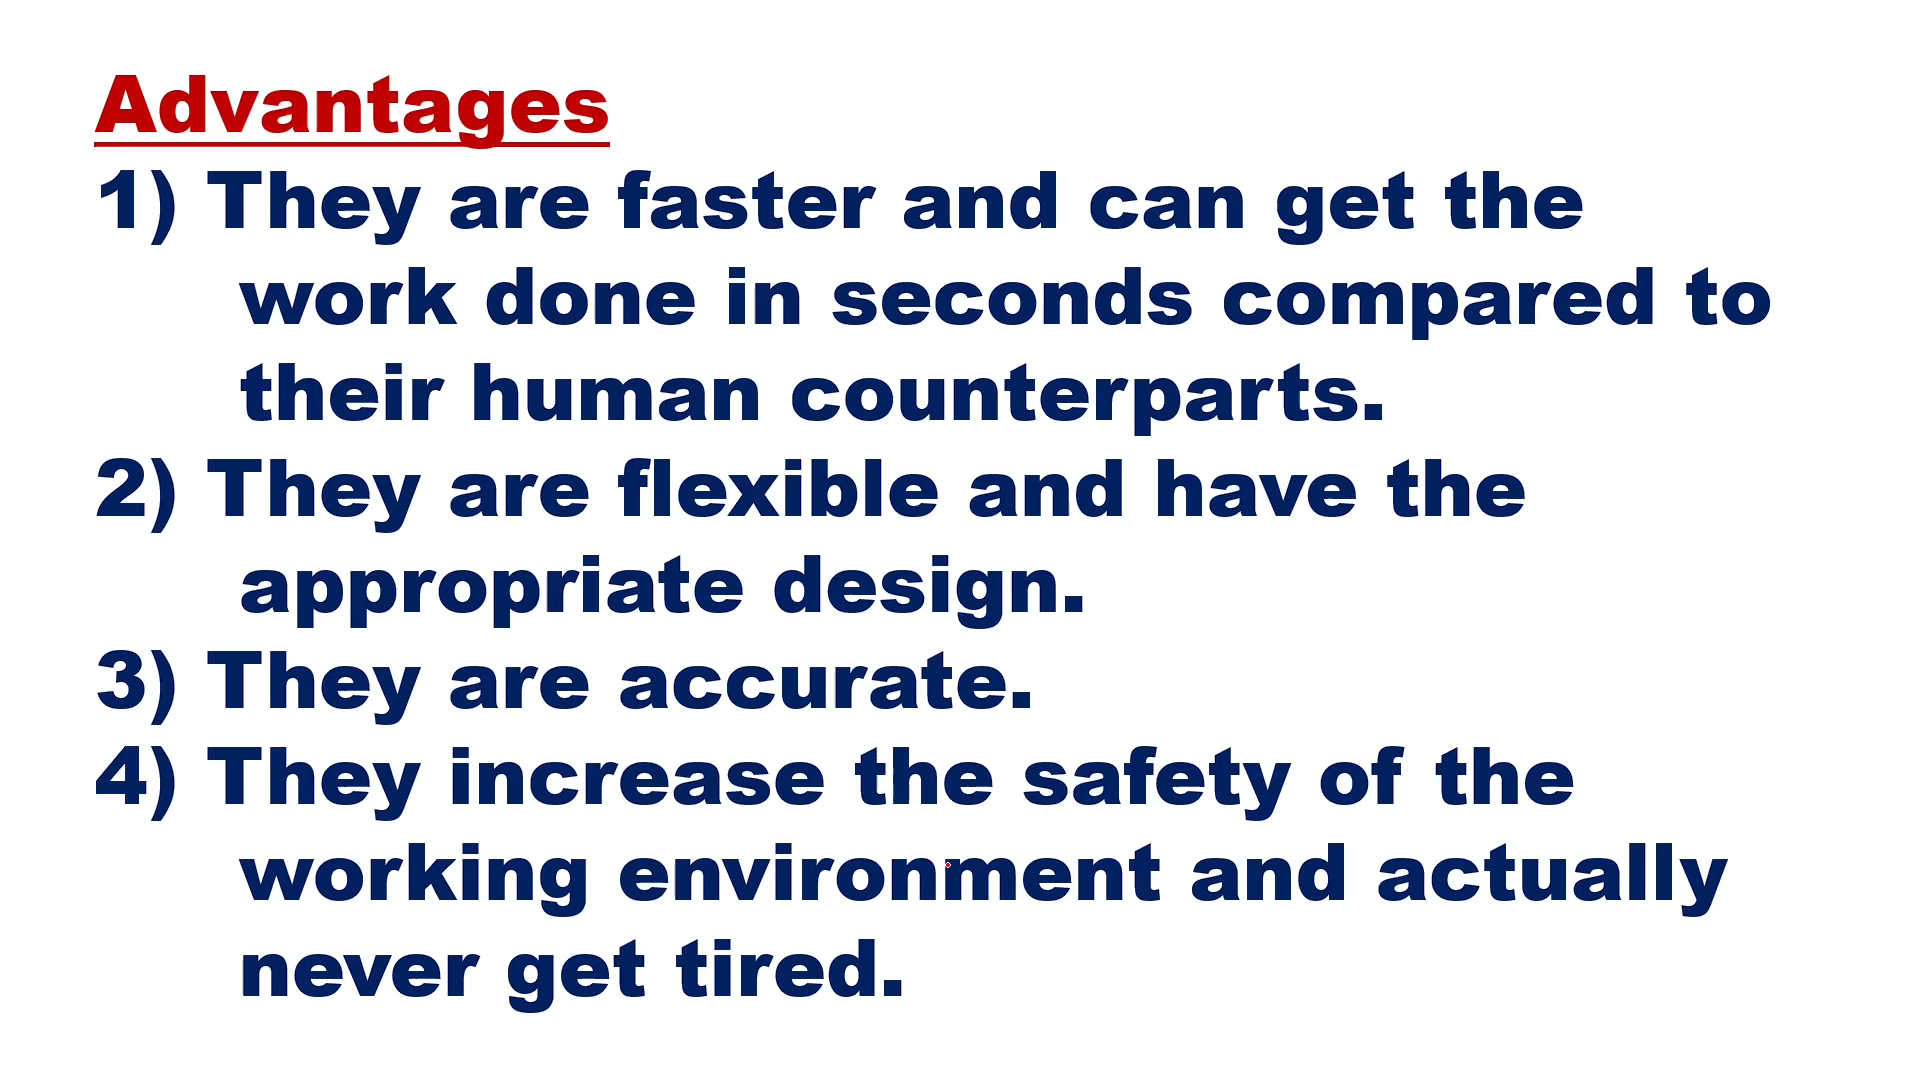 Advantages
1) They are faster and can get the
work done in seconds compared to
their human counterparts.
2) They are flexible and have the
appropriate design.
3) They are accurate.
4) They increase the safety of the
working environment and actually
never get tired.